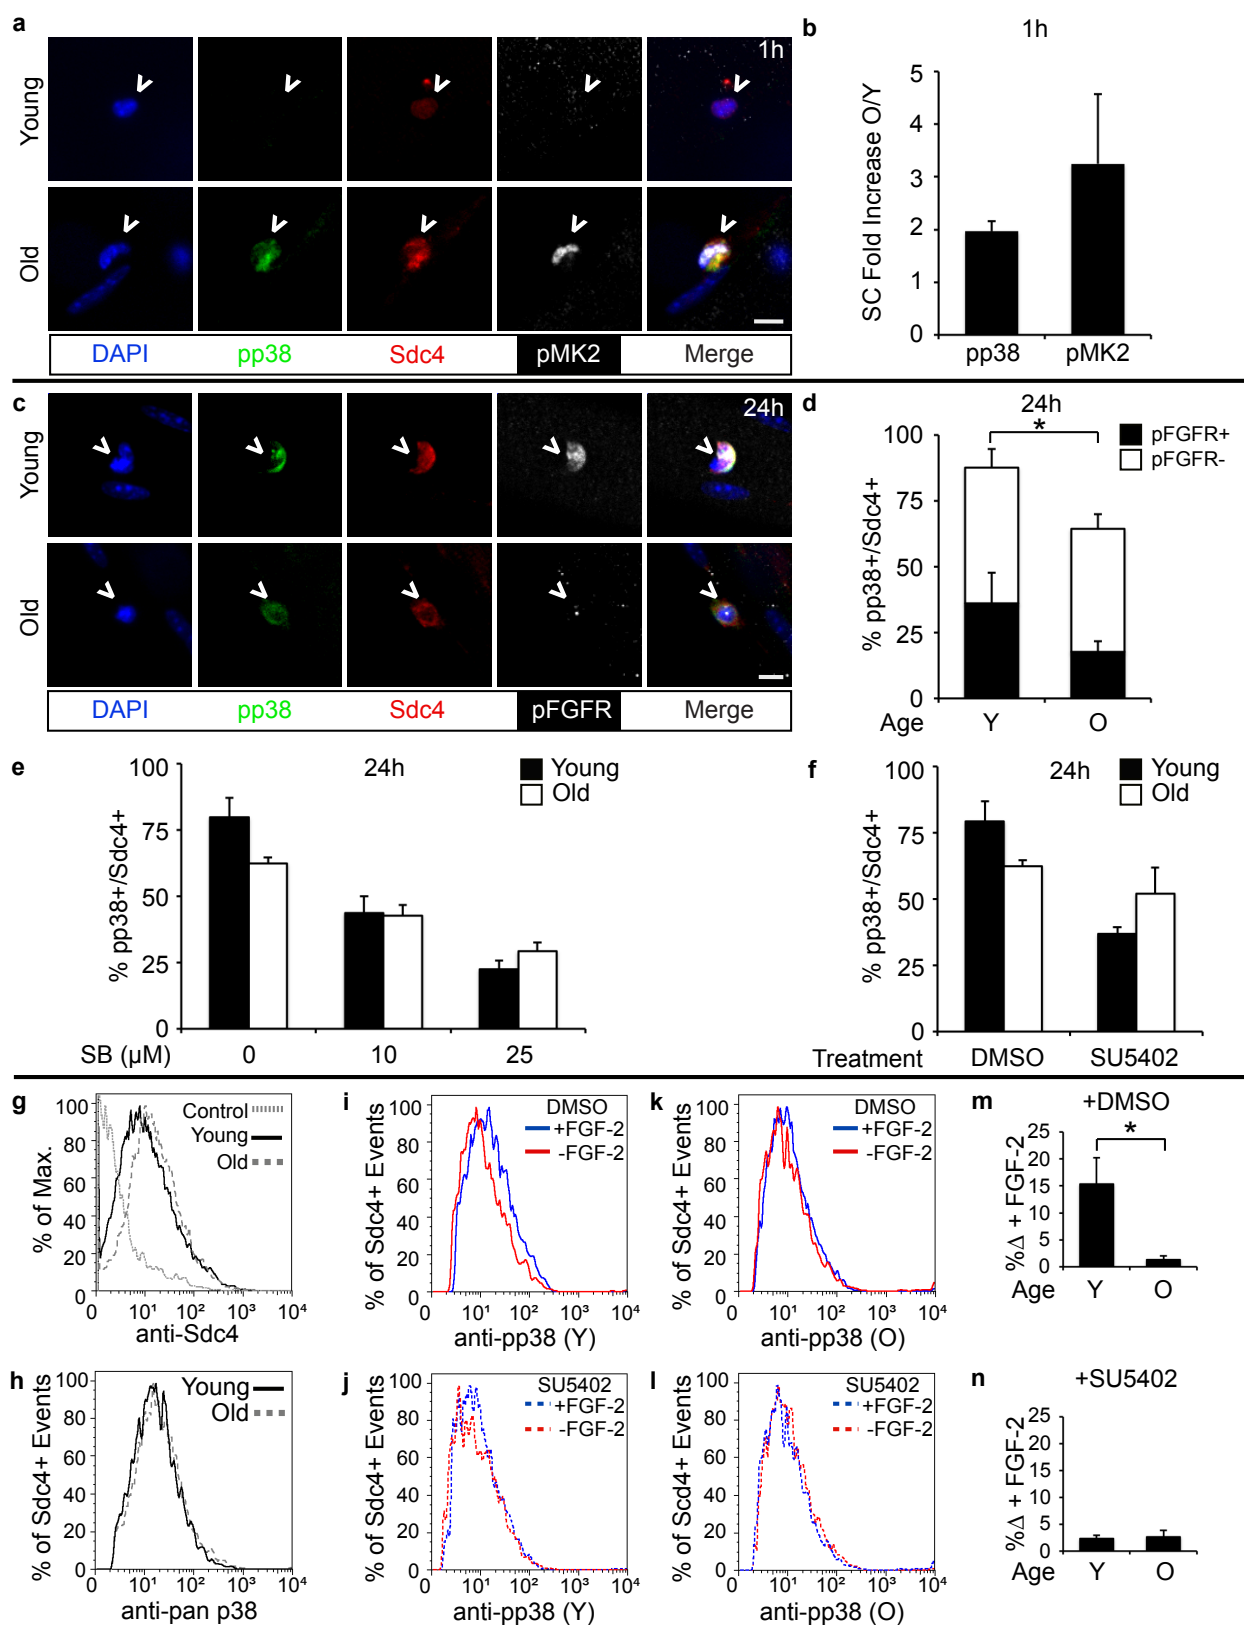 a
1h
Young
Old
DAPI pp38 Sdc4 pMK2 Merge
b
1h
SC Fold Increase O/Y
5
4
3
2
1
0
pp38 pMK2
c
24h
Young
Old
DAPI pp38 Sdc4 pFGFR Merge
d
24h
*
pFGFR+
pFGFR-
% pp38+/Sdc4+
100
75
50
25
0
Age Y O
e
24h
Young
Old
% pp38+/Sdc4+
100
75
50
25
0
SB (µM) 0 10 25
f
24h
Young
Old
% pp38+/Sdc4+
100
75
50
25
0
Treatment DMSO SU5402
g
Control
Young
Old
% of Max.
100
80
60
40
20
0
0 10¹ 10² 10³ 10⁴
anti-Sdc4
i
DMSO
+FGF-2
-FGF-2
% of Sdc4+ Events
100
80
60
40
20
0
0 10¹ 10² 10³ 10⁴
anti-pp38 (Y)
k
DMSO
+FGF-2
-FGF-2
% of Sdc4+ Events
100
80
60
40
20
0
0 10¹ 10² 10³ 10⁴
anti-pp38 (O)
m
+DMSO
*
%Δ + FGF-2
25
20
15
10
5
0
Age Y O
h
Young
Old
% of Sdc4+ Events
100
80
60
40
20
0
0 10¹ 10² 10³ 10⁴
anti-pan p38
j
SU5402
+FGF-2
-FGF-2
% of Sdc4+ Events
100
80
60
40
20
0
0 10¹ 10² 10³ 10⁴
anti-pp38 (Y)
l
SU5402
+FGF-2
-FGF-2
% of Scd4+ Events
100
80
60
40
20
0
0 10¹ 10² 10³ 10⁴
anti-pp38 (O)
n
+SU5402
%Δ + FGF-2
25
20
15
10
5
0
Age Y O